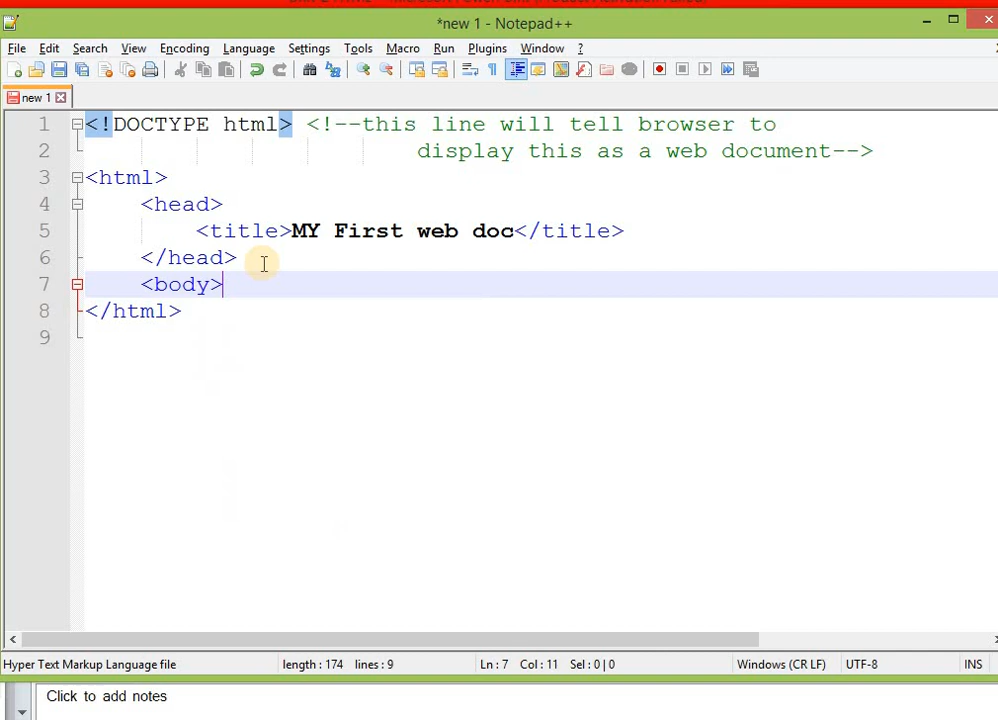 *new 1 - Notepad++
File Edit Search View Encoding Language Settings Tools Macro Run Plugins Window ?
new 1
1 <!DOCTYPE html> <!--this line will tell browser to
2 display this as a web document-->
3 <html>
4 <head>
5 <title>MY First web doc</title>
6 </head>
7 <body>
8 </html>
9
Hyper Text Markup Language file length : 174 lines : 9 Ln : 7 Col : 11 Sel : 0 | 0 Windows (CR LF) UTF-8 INS
Click to add notes